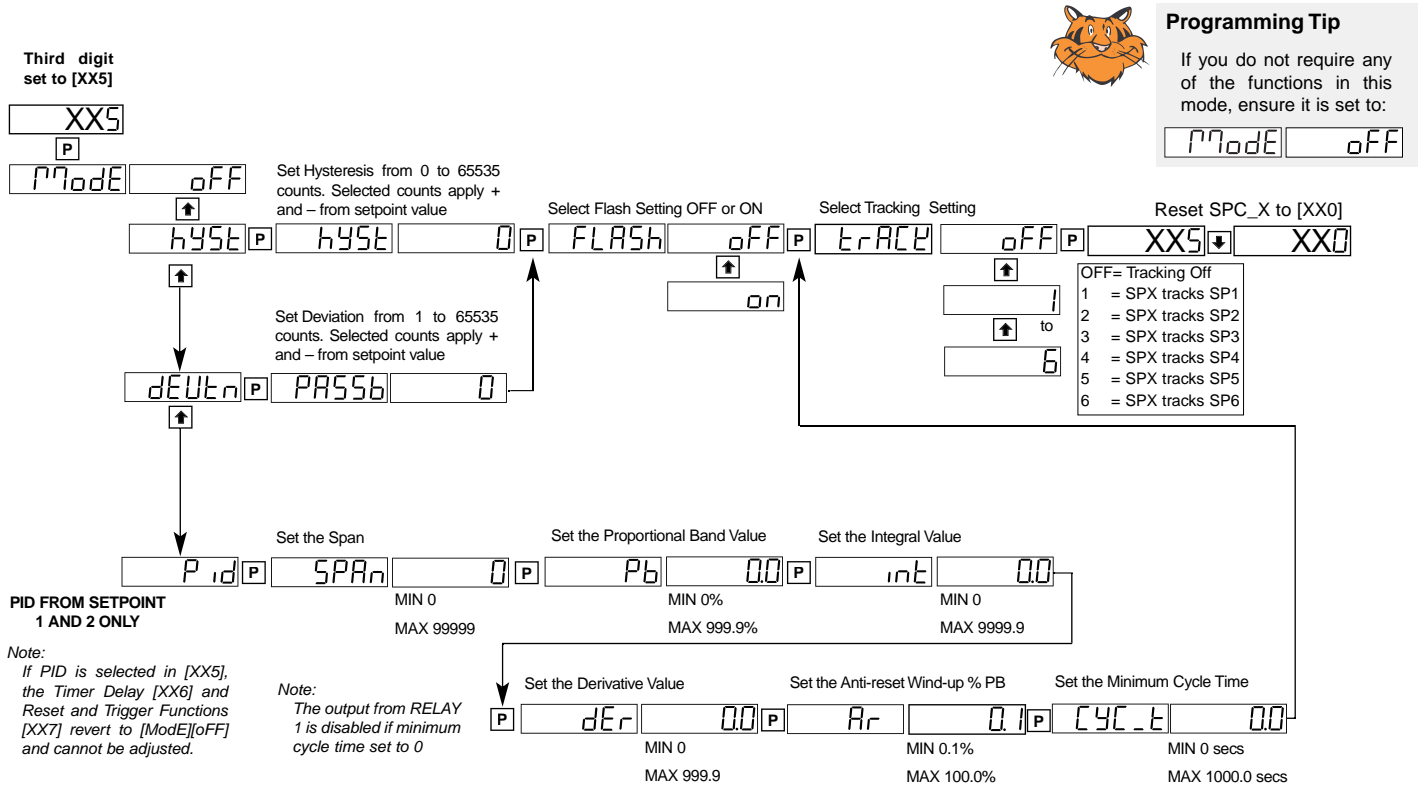 Programming Tip
If you do not require any
of the functions in this
mode, ensure it is set to:
ModE oFF
Third digit
set to [XX5]
XX5
P
ModE oFF
Set Hysteresis from 0 to 65535
counts. Selected counts apply +
and – from setpoint value
Select Flash Setting OFF or ON
Select Tracking Setting
Reset SPC_X to [XX0]
hYSt P hYSt 0 P FLASh oFF P trACK oFF P XX5 XX0
on
1
to
6
OFF= Tracking Off
1 = SPX tracks SP1
2 = SPX tracks SP2
3 = SPX tracks SP3
4 = SPX tracks SP4
5 = SPX tracks SP5
6 = SPX tracks SP6
Set Deviation from 1 to 65535
counts. Selected counts apply +
and – from setpoint value
dEVtn P PASSb 0
Set the Span
Set the Proportional Band Value
Set the Integral Value
Pid P SPAn 0 P Pb 0.0 P int 0.0
MIN 0
MAX 99999
MIN 0%
MAX 999.9%
MIN 0
MAX 9999.9
PID FROM SETPOINT
1 AND 2 ONLY
Note:
If PID is selected in [XX5],
the Timer Delay [XX6] and
Reset and Trigger Functions
[XX7] revert to [ModE][oFF]
and cannot be adjusted.
Note:
The output from RELAY
1 is disabled if minimum
cycle time set to 0
Set the Derivative Value
Set the Anti-reset Wind-up % PB
Set the Minimum Cycle Time
P dEr 0.0 P Ar 0.1 P CYC_t 0.0
MIN 0
MAX 999.9
MIN 0.1%
MAX 100.0%
MIN 0 secs
MAX 1000.0 secs